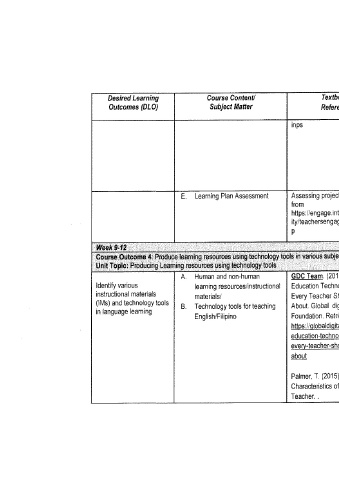 Desired Learning
Outcomes (DLO)
Course Content/
Subject Matter
Textb
Refere
inps
E. Learning Plan Assessment
Assessing project
from
https://engage.int
ity/teachersengag
p
Week 9-12
Course Outcome 4: Produce learning resources using technology tools in various subje
Unit Topic: Producing Learning resources using technology tools
Identify various
instructional materials
(IMs) and technology tools
in language learning
A. Human and non-human
learning resources/instructional
materials/
B. Technology tools for teaching
English/Filipino
GDC Team (201
Education Techno
Every Teacher Sh
About. Global dig
Foundation. Retri
https://globaldigita
education-technol
every-teacher-sho
about
Palmer, T. (2015)
Characteristics of
Teacher. .